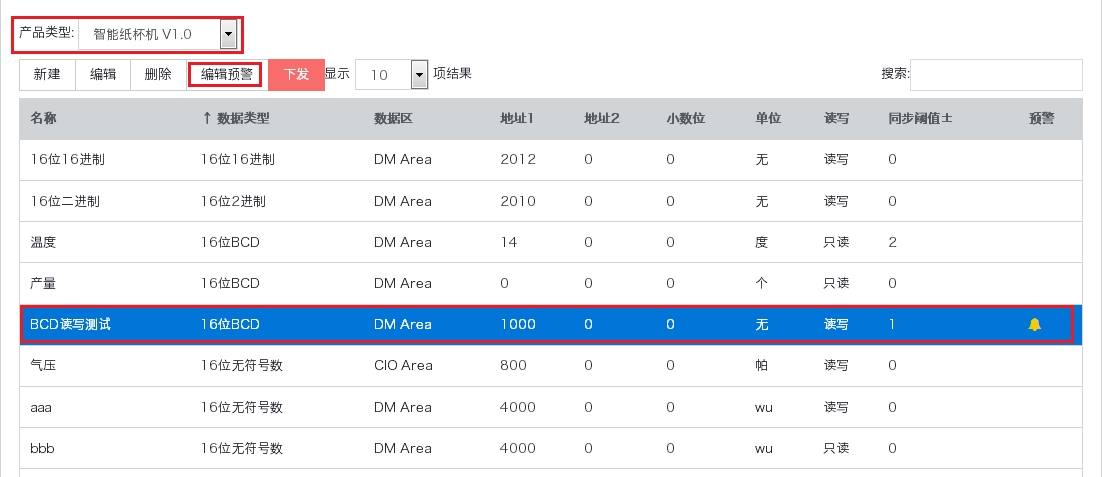 产品类型: 智能纸杯机 V1.0
新建 编辑 删除 编辑预警 下发 显示 10 项结果 搜索:
名称 ↑ 数据类型 数据区 地址1 地址2 小数位 单位 读写 同步阈值± 预警
16位16进制 16位16进制 DM Area 2012 0 0 无 读写 0
16位二进制 16位2进制 DM Area 2010 0 0 无 读写 0
温度 16位BCD DM Area 14 0 0 度 只读 2
产量 16位BCD DM Area 0 0 0 个 只读 0
BCD读写测试 16位BCD DM Area 1000 0 0 无 读写 1
气压 16位无符号数 CIO Area 800 0 0 帕 读写 0
aaa 16位无符号数 DM Area 4000 0 0 wu 读写 0
bbb 16位无符号数 DM Area 4000 0 0 wu 只读 0